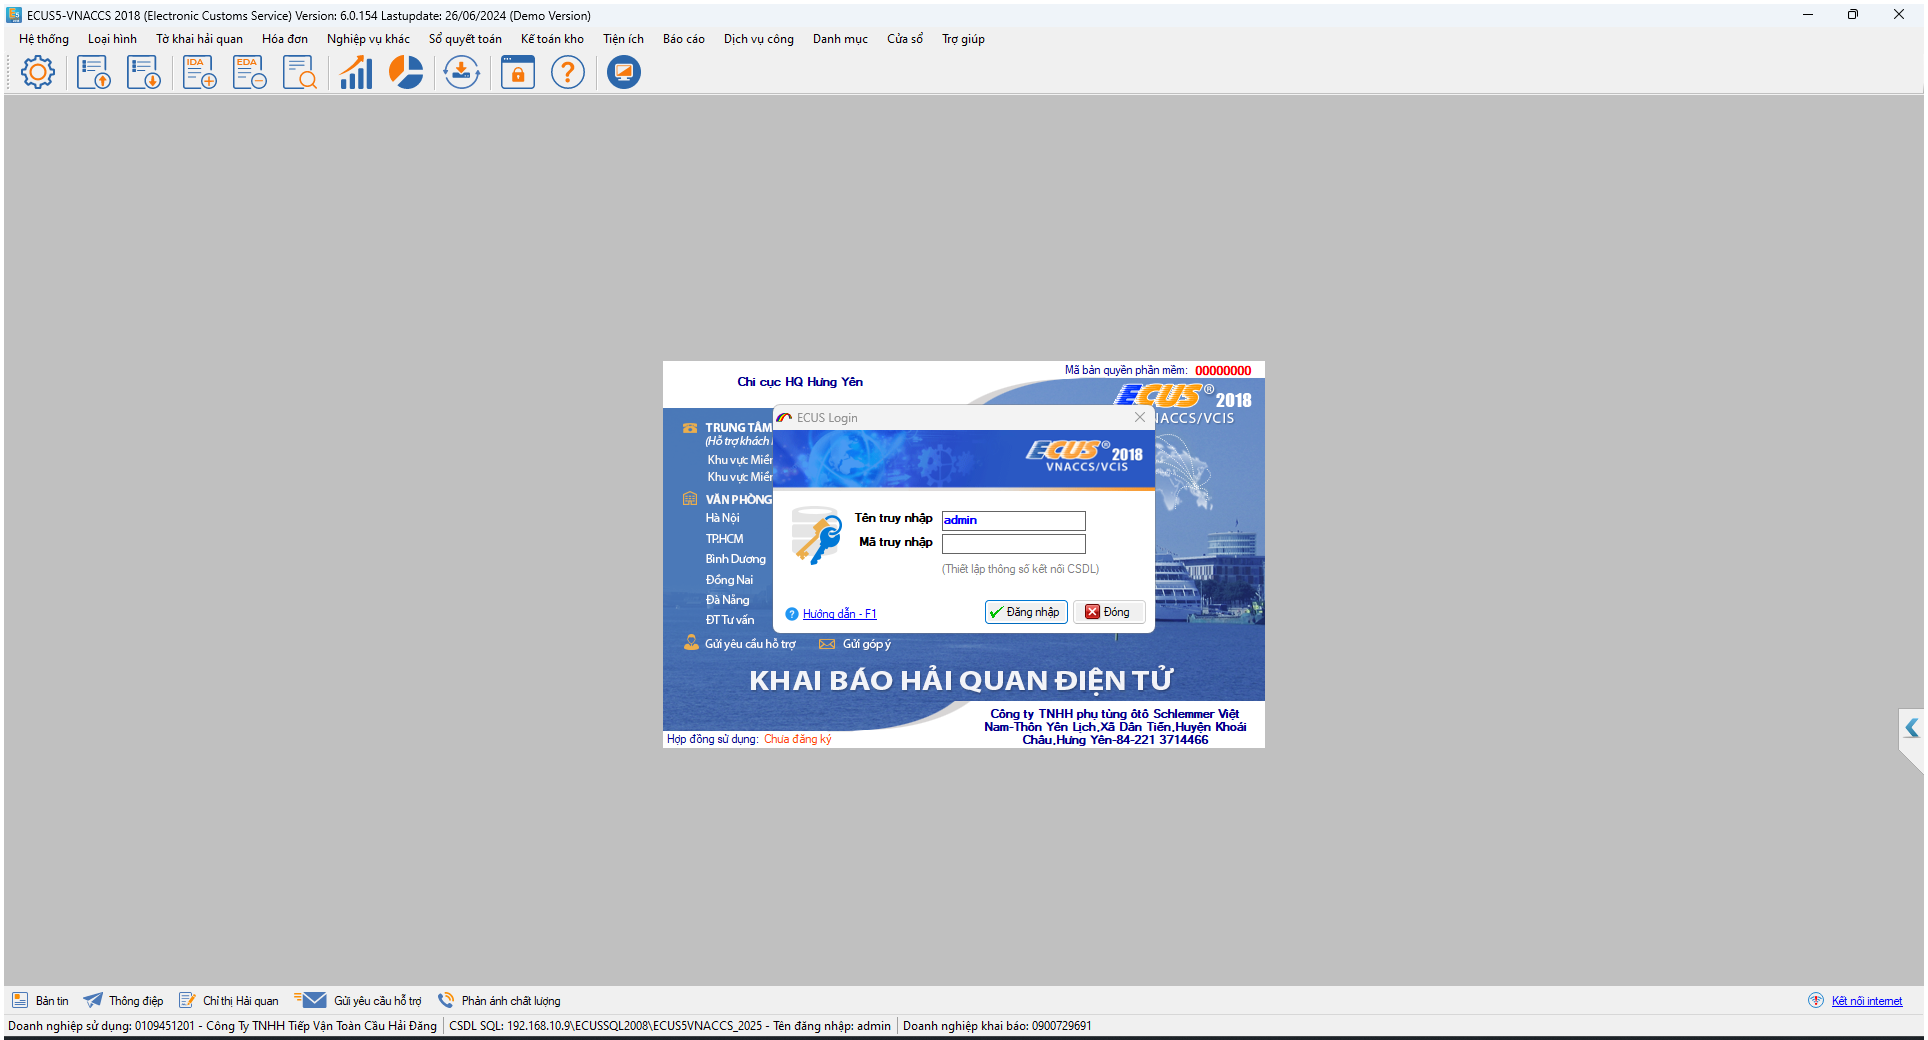 ECUS5-VNACCS 2018 (Electronic Customs Service) Version: 6.0.154 Lastupdate: 26/06/2024 (Demo Version)
Hệ thống Loại hình Tờ khai hải quan Hóa đơn Nghiệp vụ khác Sổ quyết toán Kế toán kho Tiện ích Báo cáo Dịch vụ công Danh mục Cửa sổ Trợ giúp
IDA EDA
Mã bản quyền phần mềm: 00000000
Chi cục HQ Hưng Yên
ECUS® 2018
VNACCS/VCIS
ECUS Login
ECUS® 2018
VNACCS/VCIS
TRUNG TÂM
(Hỗ trợ khách
Khu vực Miền
Khu vực Miền
VĂN PHÒNG
Hà Nội
TP.HCM
Bình Dương
Đồng Nai
Đà Nẵng
ĐT Tư vấn
Tên truy nhập admin
Mã truy nhập
(Thiết lập thông số kết nối CSDL)
Hướng dẫn - F1 Đăng nhập Đóng
Gửi yêu cầu hỗ trợ Gửi góp ý
KHAI BÁO HẢI QUAN ĐIỆN TỬ
Công ty TNHH phụ tùng ôtô Schlemmer Việt
Nam-Thôn Yên Lịch,Xã Dân Tiến,Huyện Khoái
Châu,Hưng Yên-84-221 3714466
Hợp đồng sử dụng: Chưa đăng ký
Bản tin Thông điệp Chỉ thị Hải quan Gửi yêu cầu hỗ trợ Phản ánh chất lượng Kết nối internet
Doanh nghiệp sử dụng: 0109451201 - Công Ty TNHH Tiếp Vận Toàn Cầu Hải Đăng CSDL SQL: 192.168.10.9\ECUSSQL2008\ECUS5VNACCS_2025 - Tên đăng nhập: admin Doanh nghiệp khai báo: 0900729691